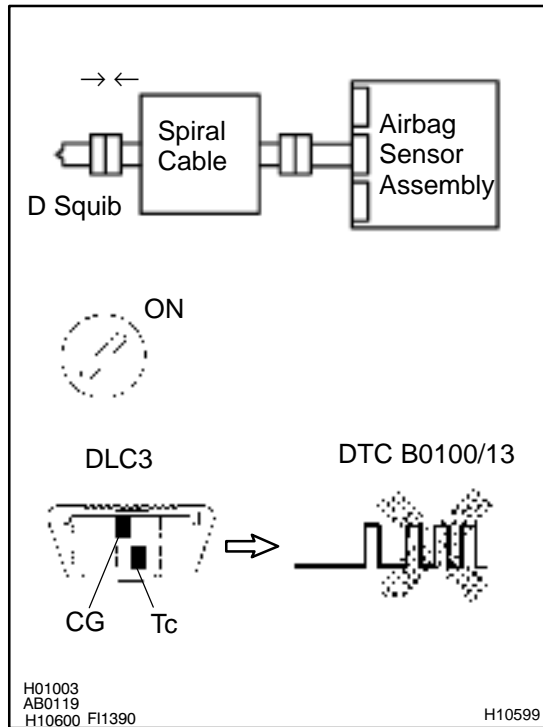 Spiral
Cable
Airbag
Sensor
Assembly
D Squib
ON
DLC3
DTC B0100/13
CG
Tc
H01003
AB0119
H10600 FI1390
H10599